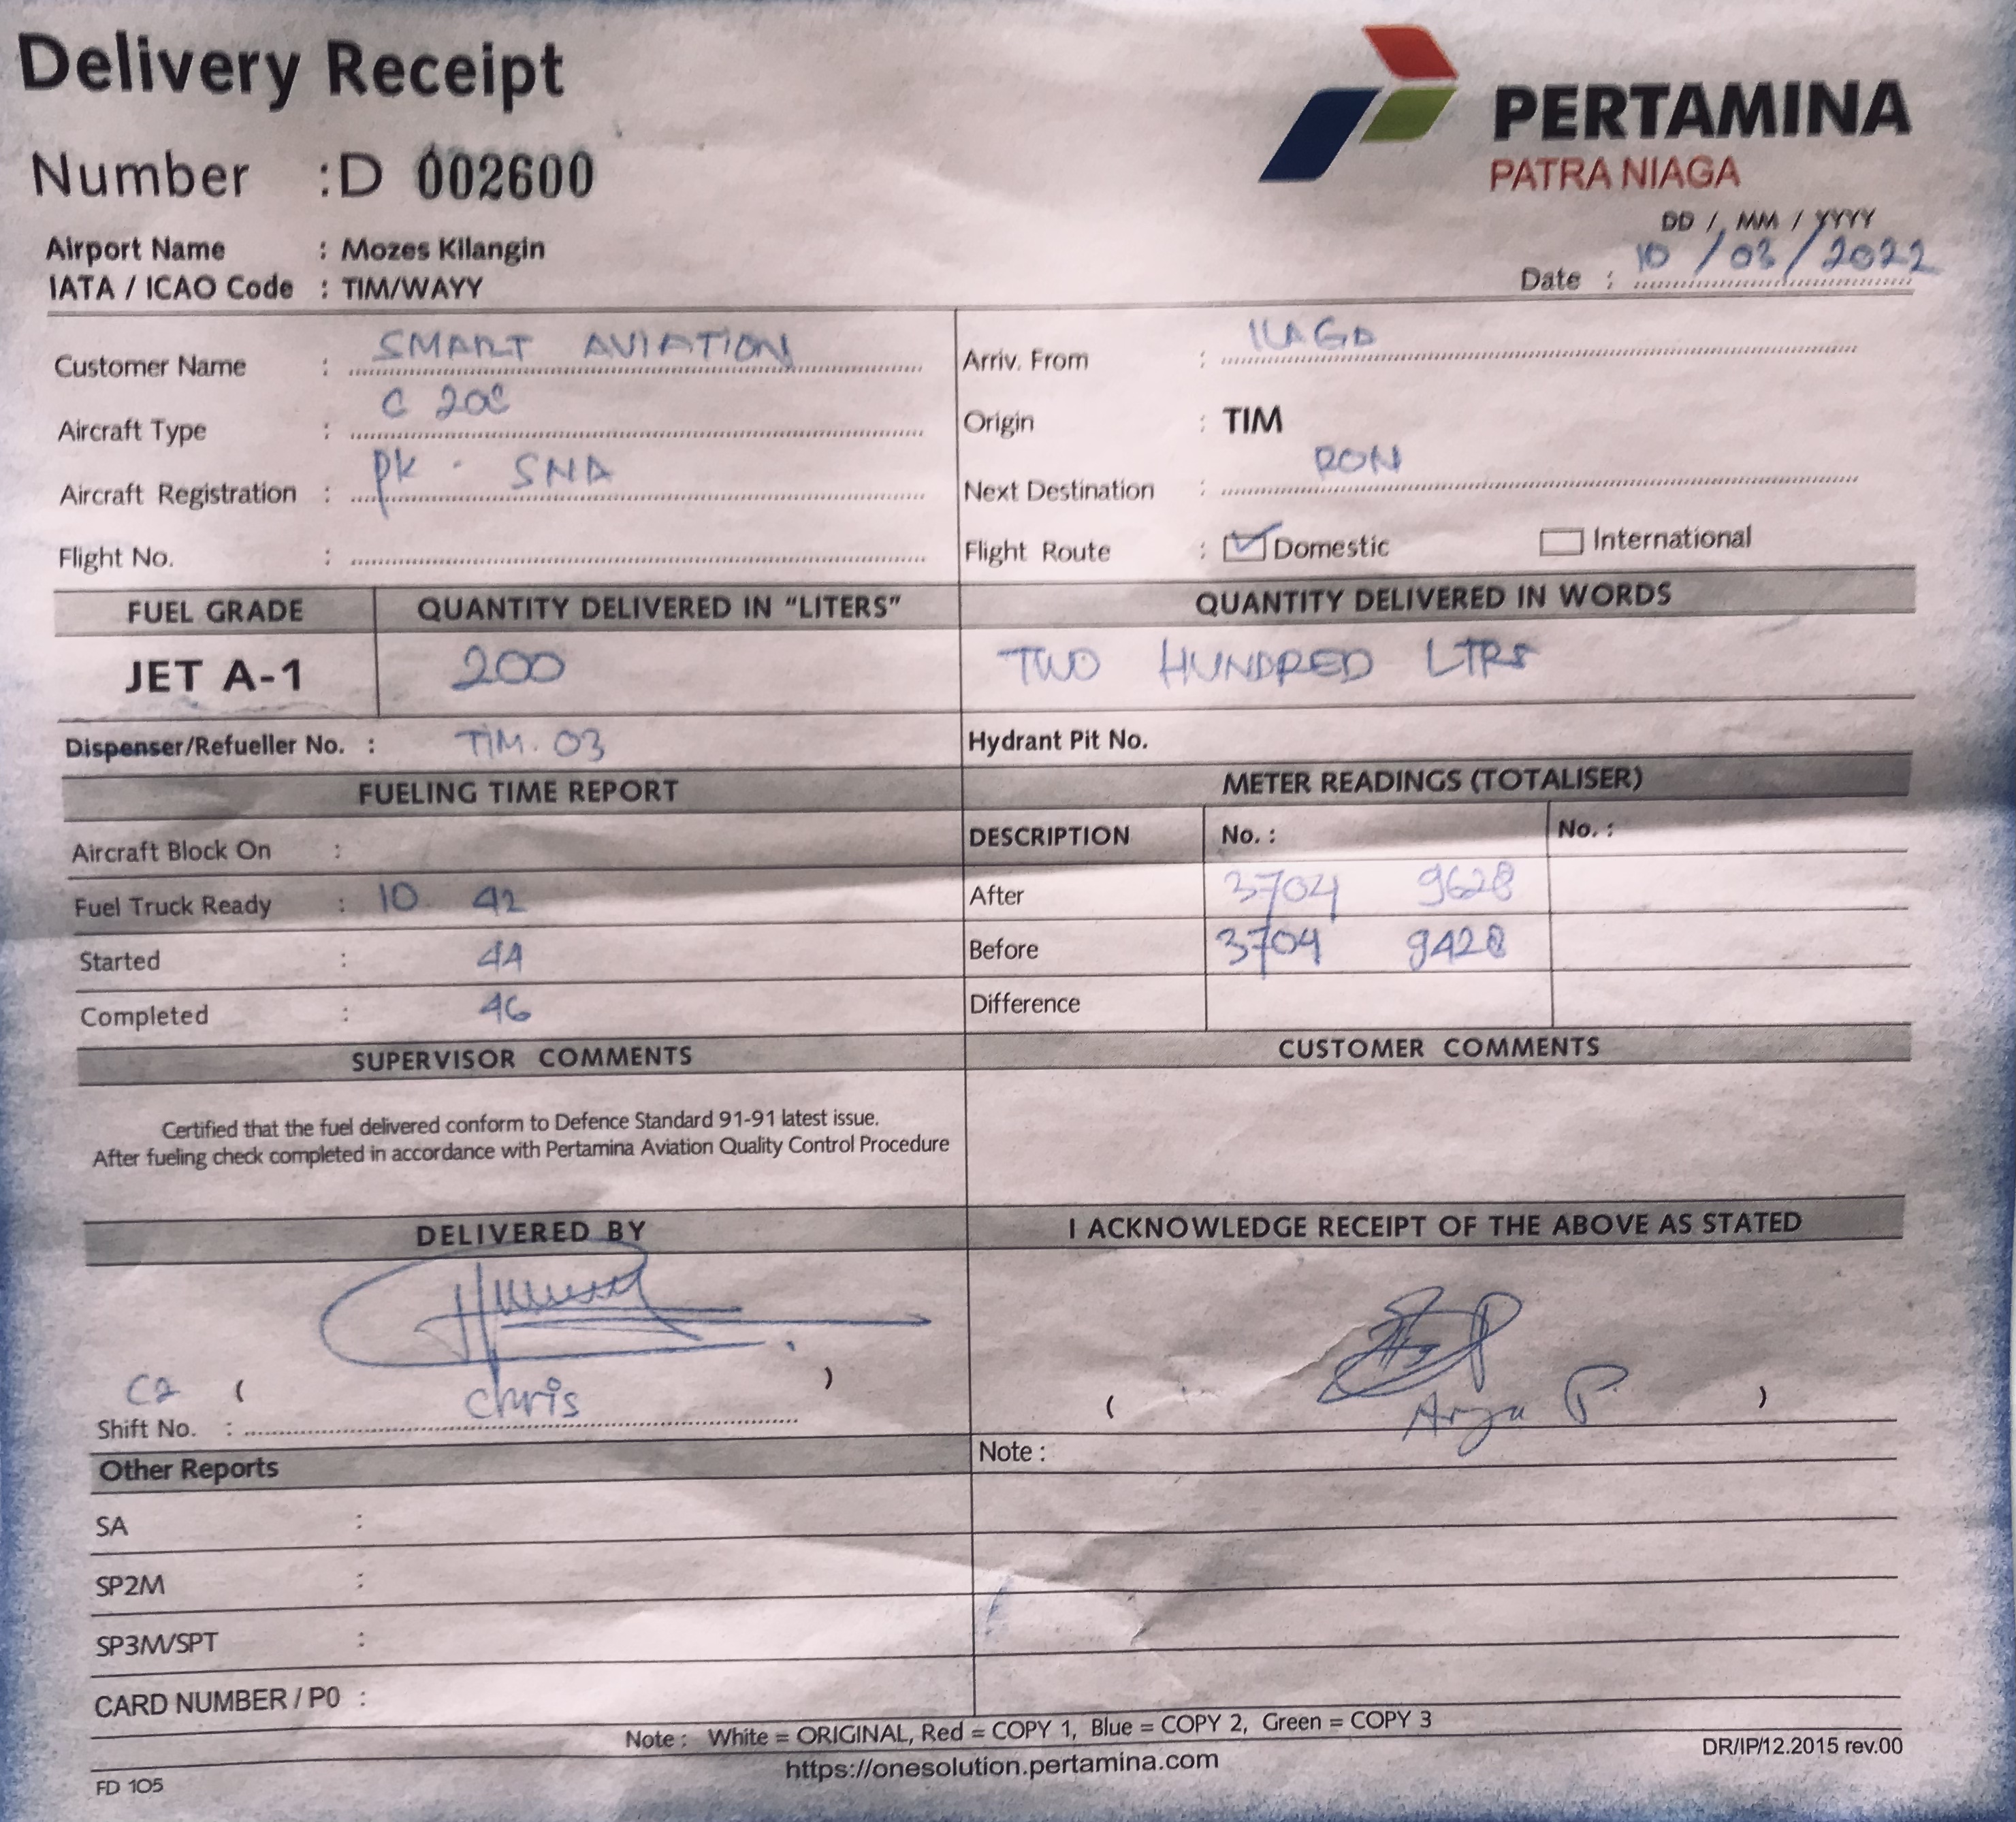 Delivery Receipt
PERTAMINA
PATRA NIAGA
Number : D 002600
DD / MM / YYYY
Airport Name : Mozes Kilangin
Date : 10 / 03 / 2022
IATA / ICAO Code : TIM/WAYY
Customer Name : SMART AVIATION
Arriv. From : ILAGA
Aircraft Type : C 208
Origin : TIM
Aircraft Registration : PK - SNA
Next Destination : RON
Flight No. :
Flight Route : Domestic International
FUEL GRADE QUANTITY DELIVERED IN "LITERS" QUANTITY DELIVERED IN WORDS
JET A-1 200 TWO HUNDRED LTRS
Dispenser/Refueller No. : TIM. 03
Hydrant Pit No.
FUELING TIME REPORT METER READINGS (TOTALISER)
Aircraft Block On :
DESCRIPTION No. : No. :
Fuel Truck Ready : 10 42
After 3704 9628
Started : 44
Before 3704 9428
Completed : 46
Difference
SUPERVISOR COMMENTS CUSTOMER COMMENTS
Certified that the fuel delivered conform to Defence Standard 91-91 latest issue.
After fueling check completed in accordance with Pertamina Aviation Quality Control Procedure
DELIVERED BY I ACKNOWLEDGE RECEIPT OF THE ABOVE AS STATED
C2 ( chris )
( Arya P )
Shift No. :
Note :
Other Reports
SA :
SP2M :
SP3M/SPT :
CARD NUMBER / P0 :
Note : White = ORIGINAL, Red = COPY 1, Blue = COPY 2, Green = COPY 3
https://onesolution.pertamina.com
DR/IP/12.2015 rev.00
FD 105